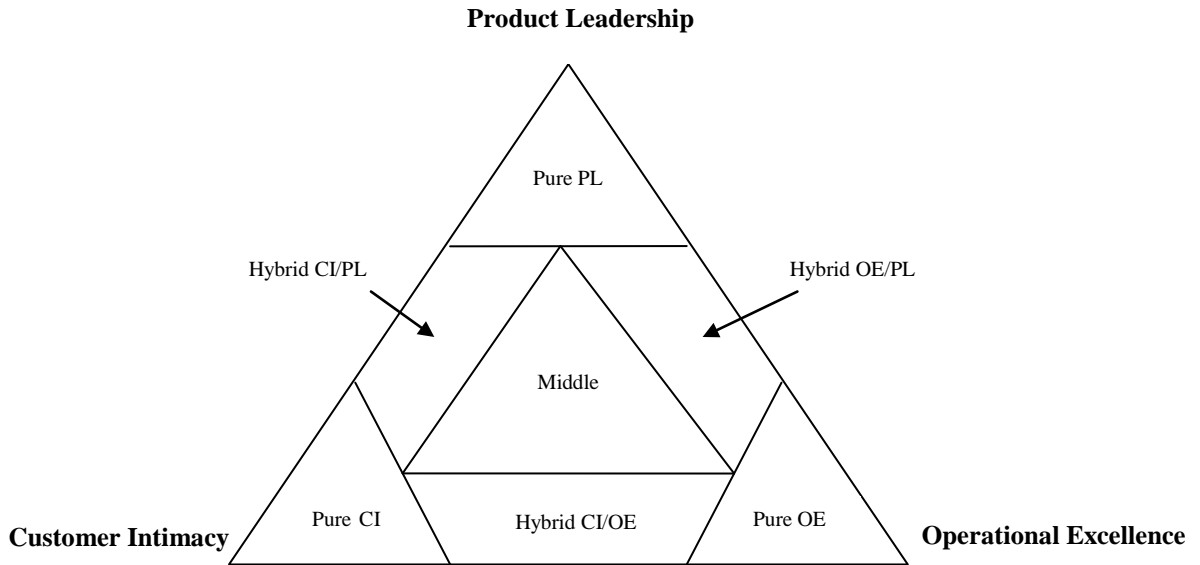 Product Leadership
Pure PL
Hybrid CI/PL
Hybrid OE/PL
Middle
Pure CI
Hybrid CI/OE
Pure OE
Customer Intimacy
Operational Excellence